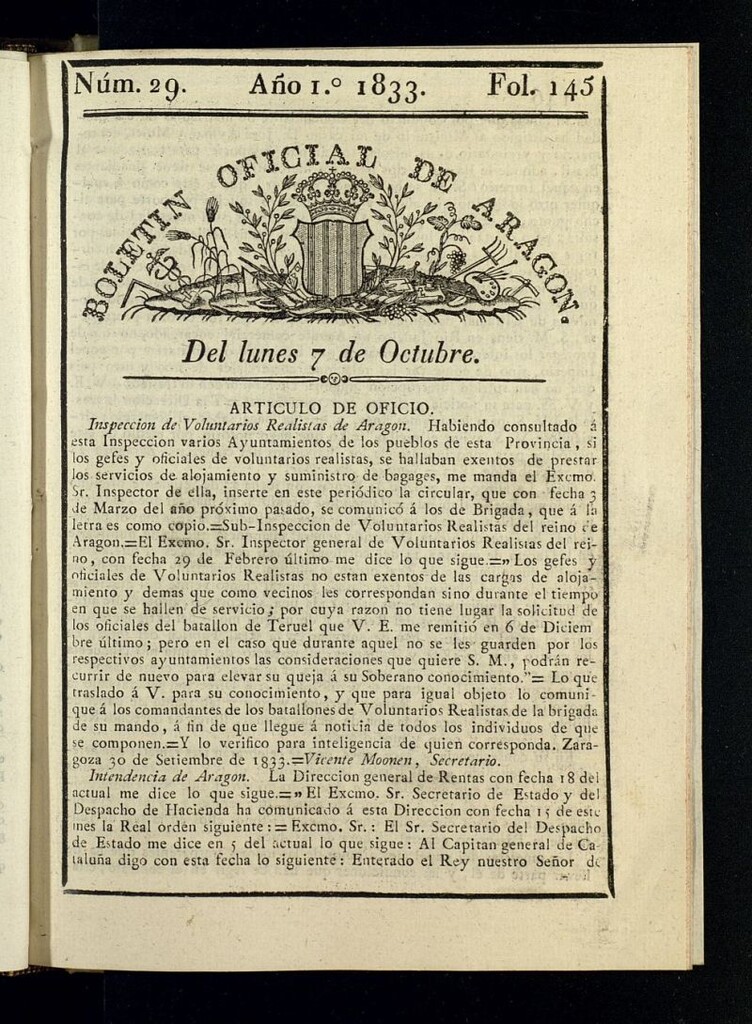 Núm. 29. Año 1.º 1833. Fol. 145
BOLETIN OFICIAL DE ARAGON.
Del lunes 7 de Octubre.
ARTICULO DE OFICIO.
Inspeccion de Voluntarios Realistas de Aragon. Habiendo consultado á
esta Inspeccion varios Ayuntamientos de los pueblos de esta Provincia, si
los gefes y oficiales de voluntarios realistas, se hallaban exentos de prestar
los servicios de alojamiento y suministro de bagages, me manda el Excmo.
Sr. Inspector de ella, inserte en este periódico la circular, que con fecha 3
de Marzo del año próximo pasado, se comunicó á los de Brigada, que á la
letra es como copio.=Sub-Inspeccion de Voluntarios Realistas del reino de
Aragon.=El Excmo. Sr. Inspector general de Voluntarios Realistas del rei-
no, con fecha 29 de Febrero último me dice lo que sigue.=„ Los gefes y
oficiales de Voluntarios Realistas no estan exentos de las cargas de aloja-
miento y demas que como vecinos les correspondan sino durante el tiempo
en que se hallen de servicio; por cuya razon no tiene lugar la solicitud de
los oficiales del batallon de Teruel que V. E. me remitió en 6 de Diciem
bre último; pero en el caso que durante aquel no se les guarden por los
respectivos ayuntamientos las consideraciones que quiere S. M., podrán re-
currir de nuevo para elevar su queja á su Soberano conocimiento.”= Lo que
traslado á V. para su conocimiento, y que para igual objeto lo comuni-
que á los comandantes de los batallones de Voluntarios Realistas de la brigada
de su mando, á fin de que llegue á noticia de todos los individuos de que
se componen.=Y lo verifico para inteligencia de quien corresponda. Zara-
goza 30 de Setiembre de 1833.=Vicente Moonen, Secretario.
Intendencia de Aragon. La Direccion general de Rentas con fecha 18 del
actual me dice lo que sigue.=„ El Excmo. Sr. Secretario de Estado y del
Despacho de Hacienda ha comunicado á esta Direccion con fecha 15 de este
mes la Real orden siguiente:= Excmo. Sr.: El Sr. Secretario del Despacho
de Estado me dice en 5 del actual lo que sigue: Al Capitan general de Ca-
taluña digo con esta fecha lo siguiente: Enterado el Rey nuestro Señor de